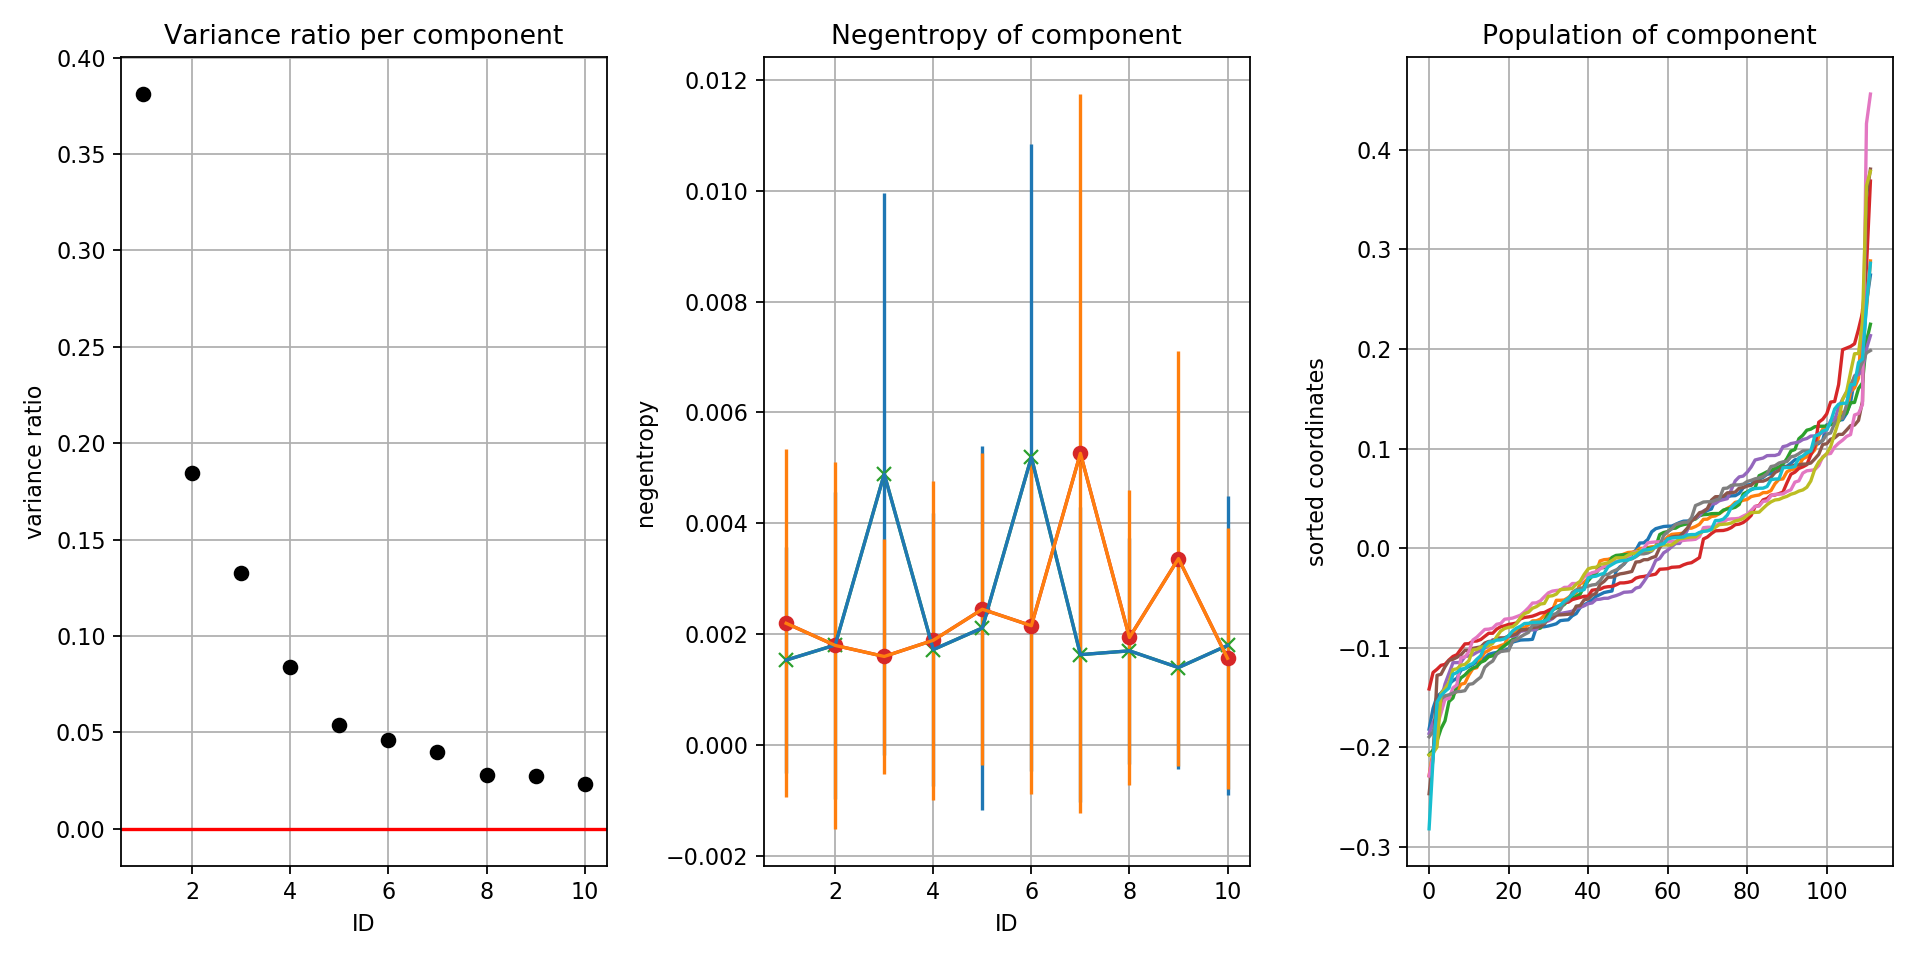 Variance ratio per component
0.40
0.35
0.30
0.25
0.20
0.15
0.10
0.05
0.00
variance ratio
2 4 6 8 10
ID
Negentropy of component
0.012
0.010
0.008
0.006
0.004
0.002
0.000
−0.002
negentropy
2 4 6 8 10
ID
Population of component
0.4
0.3
0.2
0.1
0.0
−0.1
−0.2
−0.3
sorted coordinates
0 20 40 60 80 100